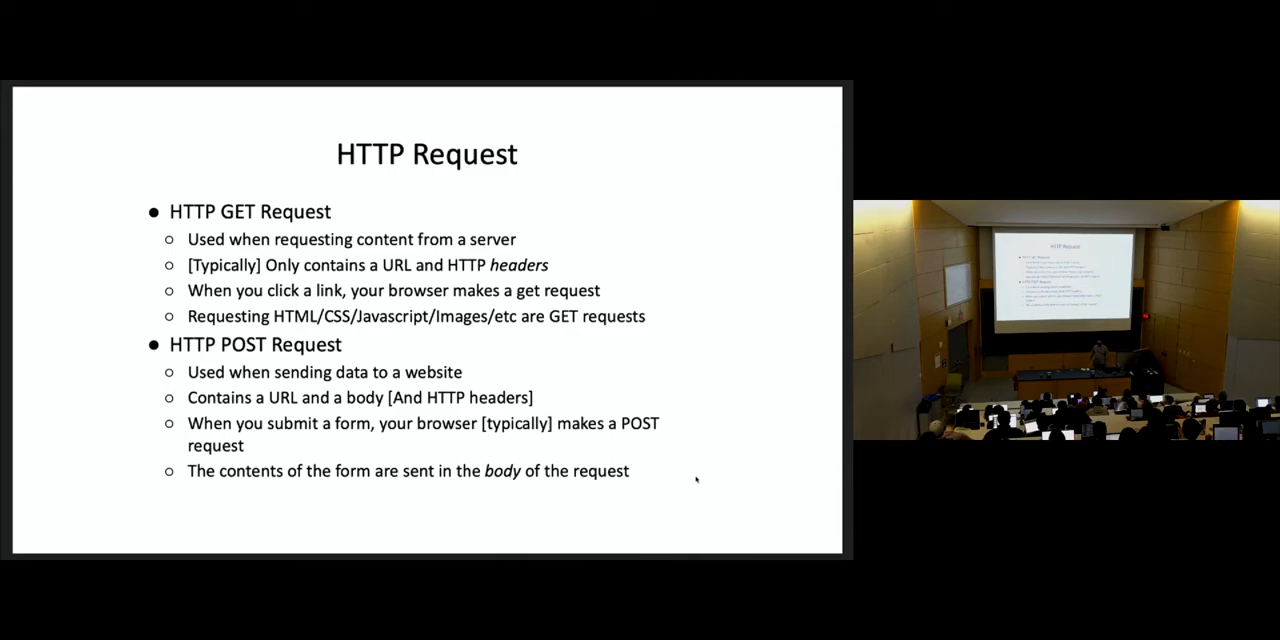 HTTP Request
● HTTP GET Request
○ Used when requesting content from a server
○ [Typically] Only contains a URL and HTTP headers
○ When you click a link, your browser makes a get request
○ Requesting HTML/CSS/Javascript/Images/etc are GET requests
● HTTP POST Request
○ Used when sending data to a website
○ Contains a URL and a body [And HTTP headers]
○ When you submit a form, your browser [typically] makes a POST
request
○ The contents of the form are sent in the body of the request
HTTP Request